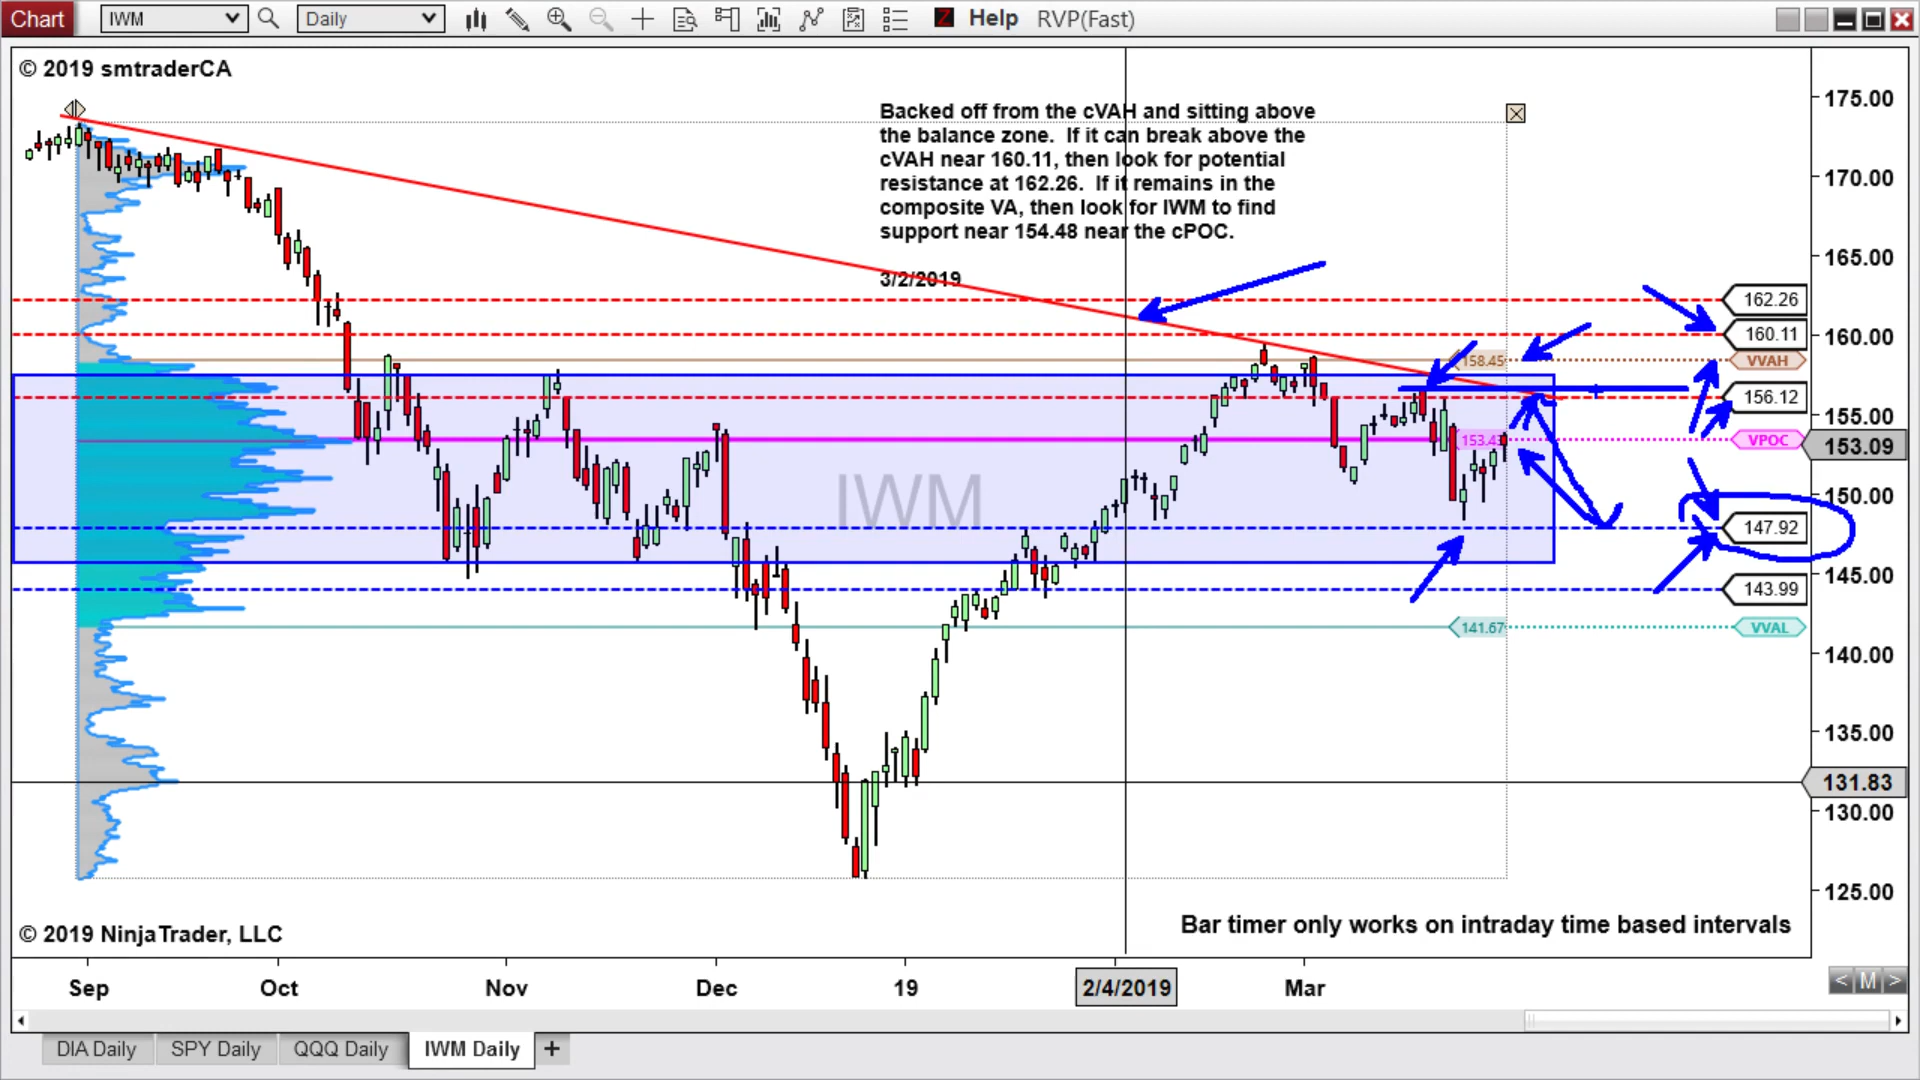 Chart IWM Daily Help RVP(Fast)
© 2019 smtraderCA
Backed off from the cVAH and sitting above
the balance zone. If it can break above the
cVAH near 160.11, then look for potential
resistance at 162.26. If it remains in the
composite VA, then look for IWM to find
support near 154.48 near the cPOC.
3/2/2019
175.00
170.00
165.00
162.26
160.11
160.00
158.45
VVAH
156.12
155.00
153.43
VPOC
153.09
IWM
150.00
147.92
145.00
143.99
141.67
VVAL
140.00
135.00
131.83
130.00
125.00
© 2019 NinjaTrader, LLC
Bar timer only works on intraday time based intervals
Sep Oct Nov Dec 19 2/4/2019 Mar
< M >
DIA Daily SPY Daily QQQ Daily IWM Daily +